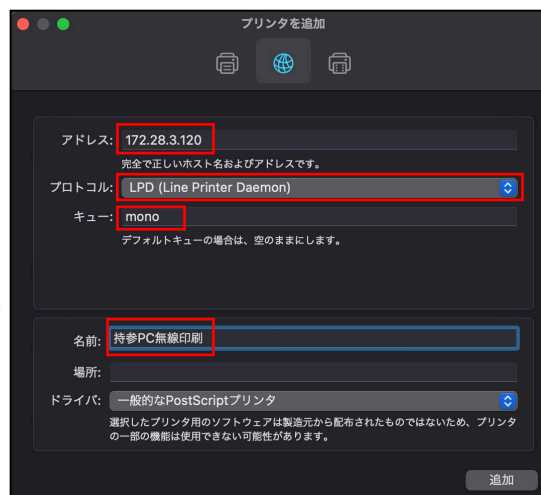 プリンタを追加
アドレス: 172.28.3.120
完全で正しいホスト名およびアドレスです。
プロトコル: LPD (Line Printer Daemon)
キュー: mono
デフォルトキューの場合は、空のままにします。
名前: 持参PC無線印刷
場所:
ドライバ: 一般的なPostScriptプリンタ
選択したプリンタ用のソフトウェアは製造元から配布されたものではないため、プリンタ
の一部の機能は使用できない可能性があります。
追加